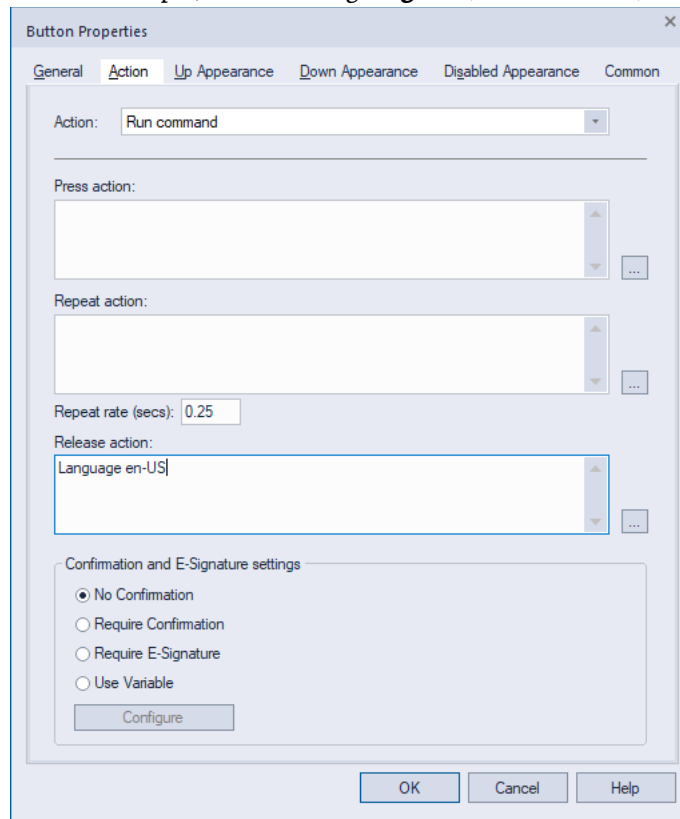 Button Properties
General Action Up Appearance Down Appearance Disabled Appearance Common
Action: Run command
Press action:
...
Repeat action:
...
Repeat rate (secs): 0.25
Release action:
Language en-US
...
Confirmation and E-Signature settings
No Confirmation
Require Confirmation
Require E-Signature
Use Variable
Configure
OK Cancel Help